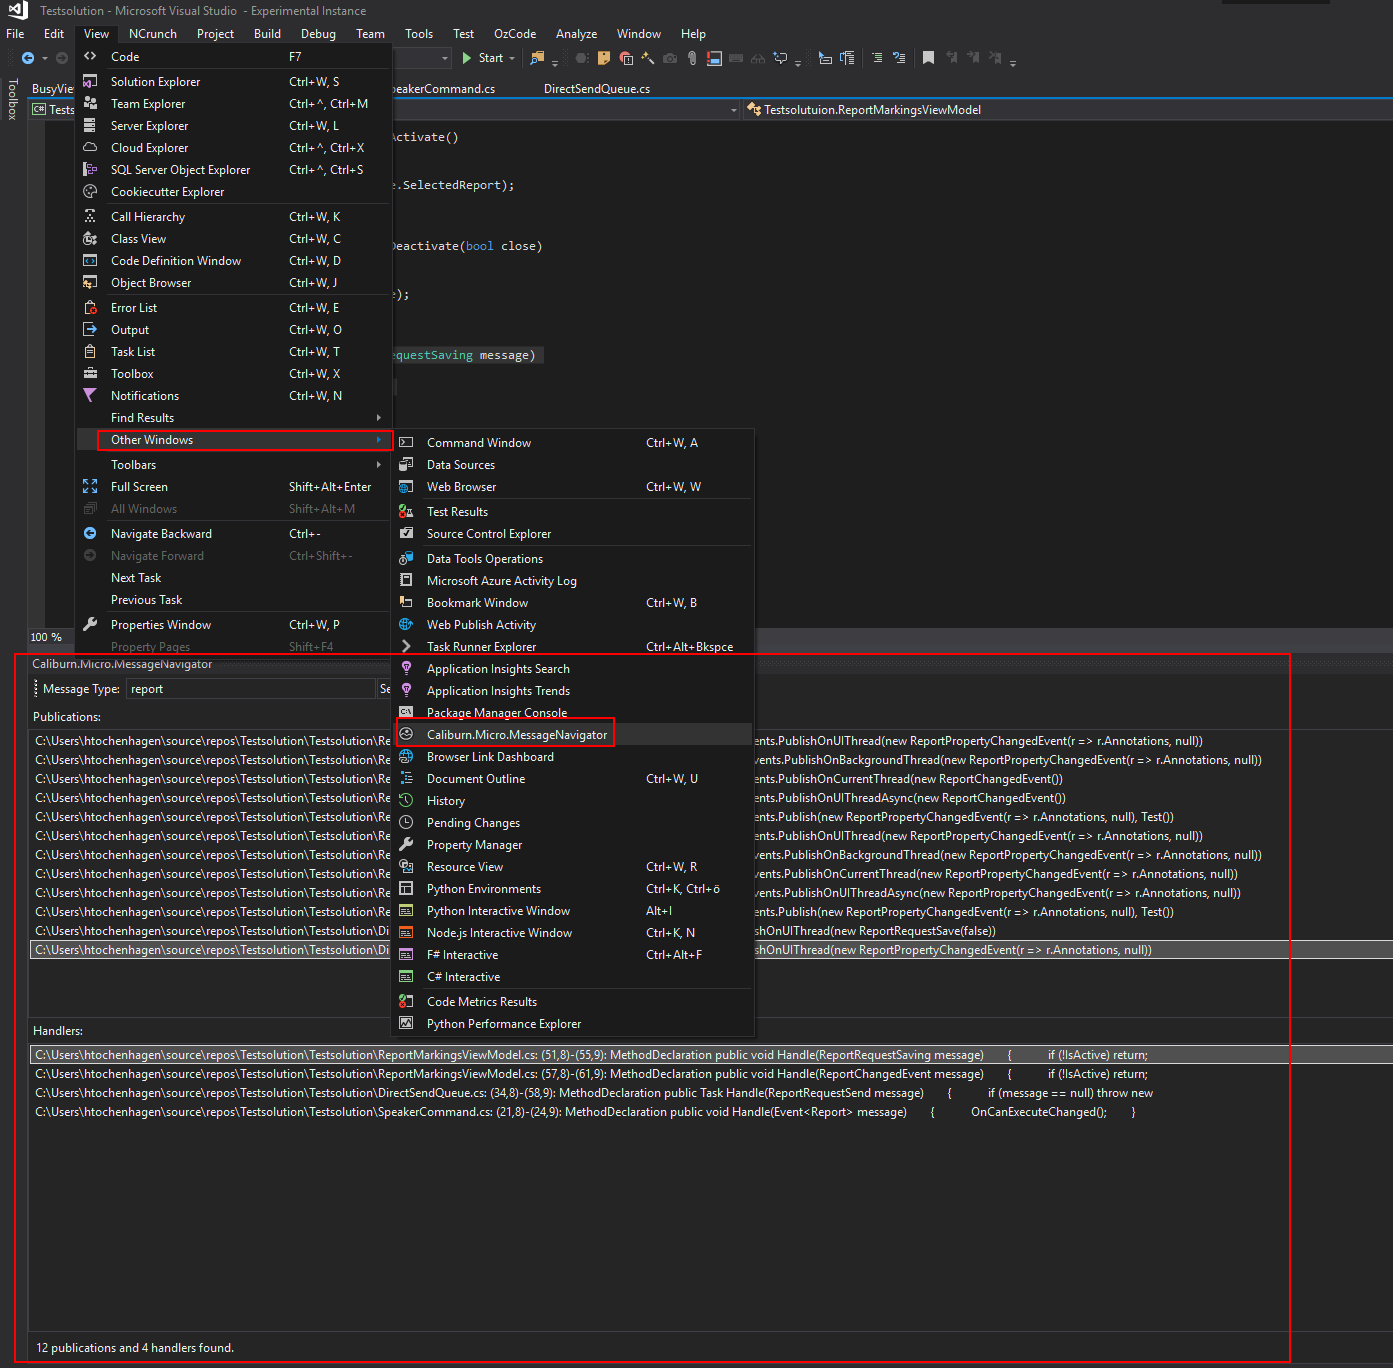 Testsolution - Microsoft Visual Studio - Experimental Instance
File Edit View NCrunch Project Build Debug Team Tools Test OzCode Analyze Window Help
Start
Toolbox
Code F7
Solution Explorer Ctrl+W, S
Team Explorer Ctrl+^, Ctrl+M
Server Explorer Ctrl+W, L
Cloud Explorer Ctrl+^, Ctrl+X
SQL Server Object Explorer Ctrl+^, Ctrl+S
Cookiecutter Explorer
Call Hierarchy Ctrl+W, K
Class View Ctrl+W, C
Code Definition Window Ctrl+W, D
Object Browser Ctrl+W, J
Error List Ctrl+W, E
Output Ctrl+W, O
Task List Ctrl+W, T
Toolbox Ctrl+W, X
Notifications Ctrl+W, N
Find Results
Other Windows
Toolbars
Full Screen Shift+Alt+Enter
All Windows Shift+Alt+M
Navigate Backward Ctrl+-
Navigate Forward Ctrl+Shift+-
Next Task
Previous Task
Properties Window Ctrl+W, P
Property Pages Shift+F4
BusyVie peakerCommand.cs DirectSendQueue.cs
C# Tests Testsolutuion.ReportMarkingsViewModel
Activate()
e.SelectedReport);
Deactivate(bool close)
e);
equestSaving message)
100 %
Command Window Ctrl+W, A
Data Sources
Web Browser Ctrl+W, W
Test Results
Source Control Explorer
Data Tools Operations
Microsoft Azure Activity Log
Bookmark Window Ctrl+W, B
Web Publish Activity
Task Runner Explorer Ctrl+Alt+Bkspce
Application Insights Search
Application Insights Trends
Package Manager Console
Caliburn.Micro.MessageNavigator
Browser Link Dashboard
Document Outline Ctrl+W, U
History
Pending Changes
Property Manager
Resource View Ctrl+W, R
Python Environments Ctrl+K, Ctrl+ö
Python Interactive Window Alt+I
Node.js Interactive Window Ctrl+K, N
F# Interactive Ctrl+Alt+F
C# Interactive
Code Metrics Results
Python Performance Explorer
Caliburn.Micro.MessageNavigator
Message Type: report Se
Publications:
C:\Users\htochenhagen\source\repos\Testsolution\Testsolution\Re ents.PublishOnUIThread(new ReportPropertyChangedEvent(r => r.Annotations, null))
C:\Users\htochenhagen\source\repos\Testsolution\Testsolution\Re vents.PublishOnBackgroundThread(new ReportPropertyChangedEvent(r => r.Annotations, null))
C:\Users\htochenhagen\source\repos\Testsolution\Testsolution\Re ents.PublishOnCurrentThread(new ReportChangedEvent())
C:\Users\htochenhagen\source\repos\Testsolution\Testsolution\Re ents.PublishOnUIThreadAsync(new ReportChangedEvent())
C:\Users\htochenhagen\source\repos\Testsolution\Testsolution\Re ents.Publish(new ReportPropertyChangedEvent(r => r.Annotations, null), Test())
C:\Users\htochenhagen\source\repos\Testsolution\Testsolution\Re ents.PublishOnUIThread(new ReportPropertyChangedEvent(r => r.Annotations, null))
C:\Users\htochenhagen\source\repos\Testsolution\Testsolution\Re vents.PublishOnBackgroundThread(new ReportPropertyChangedEvent(r => r.Annotations, null))
C:\Users\htochenhagen\source\repos\Testsolution\Testsolution\Re ents.PublishOnCurrentThread(new ReportPropertyChangedEvent(r => r.Annotations, null))
C:\Users\htochenhagen\source\repos\Testsolution\Testsolution\Re ents.PublishOnUIThreadAsync(new ReportPropertyChangedEvent(r => r.Annotations, null))
C:\Users\htochenhagen\source\repos\Testsolution\Testsolution\Re ents.Publish(new ReportPropertyChangedEvent(r => r.Annotations, null), Test())
C:\Users\htochenhagen\source\repos\Testsolution\Testsolution\Di shOnUIThread(new ReportRequestSave(false))
C:\Users\htochenhagen\source\repos\Testsolution\Testsolution\Di shOnUIThread(new ReportPropertyChangedEvent(r => r.Annotations, null))
Handlers:
C:\Users\htochenhagen\source\repos\Testsolution\Testsolution\ReportMarkingsViewModel.cs: (51,8)-(55,9): MethodDeclaration public void Handle(ReportRequestSaving message) { if (!IsActive) return;
C:\Users\htochenhagen\source\repos\Testsolution\Testsolution\ReportMarkingsViewModel.cs: (57,8)-(61,9): MethodDeclaration public void Handle(ReportChangedEvent message) { if (!IsActive) return;
C:\Users\htochenhagen\source\repos\Testsolution\Testsolution\DirectSendQueue.cs: (34,8)-(58,9): MethodDeclaration public Task Handle(ReportRequestSend message) { if (message == null) throw new
C:\Users\htochenhagen\source\repos\Testsolution\Testsolution\SpeakerCommand.cs: (21,8)-(24,9): MethodDeclaration public void Handle(Event<Report> message) { OnCanExecuteChanged(); }
12 publications and 4 handlers found.